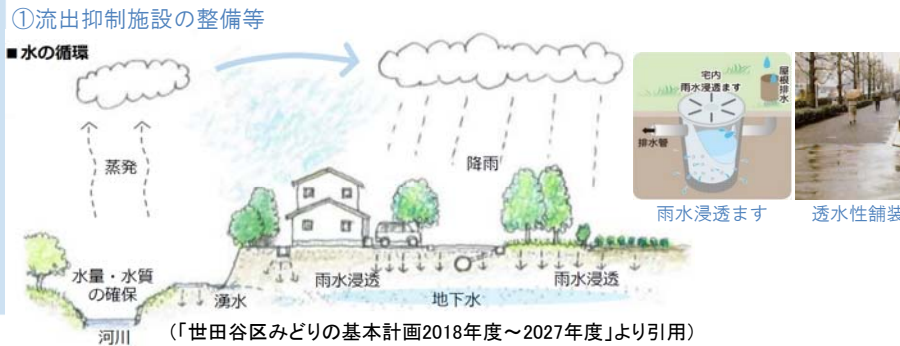 ①流出抑制施設の整備等
■水の循環
蒸発
降雨
水量・水質
の確保
湧水
雨水浸透
地下水
雨水浸透
河川
(「世田谷区みどりの基本計画2018年度～2027年度」より引用)
宅内
雨水浸透ます
屋根排水
排水管
雨水浸透ます
透水性舗装